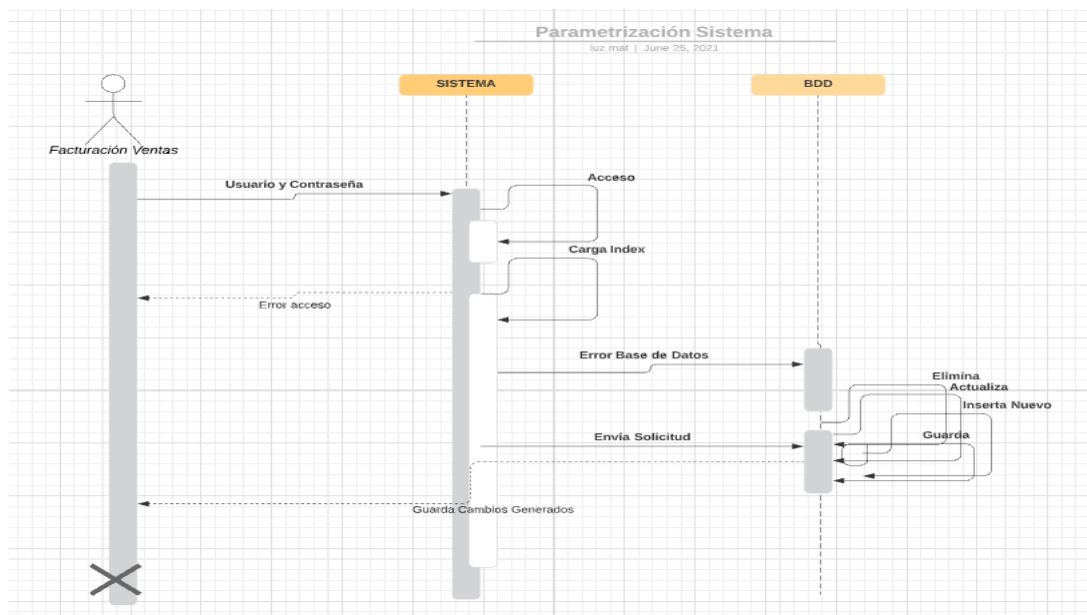 Parametrización Sistema
luz mat | June 25, 2021
SISTEMA
BDD
Facturación Ventas
Usuario y Contraseña
Acceso
Carga Index
Error acceso
Error Base de Datos
Elimina
Actualiza
Inserta Nuevo
Envía Solicitud
Guarda
Guarda Cambios Generados